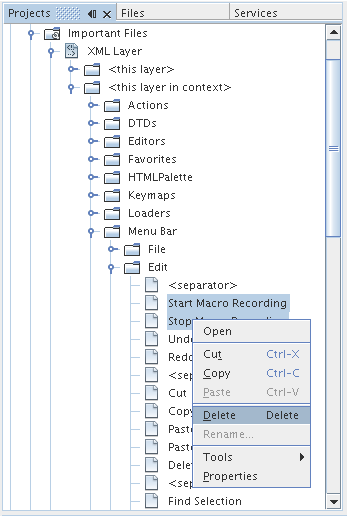 Projects Files Services
Important Files
XML Layer
<this layer>
<this layer in context>
Actions
DTDs
Editors
Favorites
HTMLPalette
Keymaps
Loaders
Menu Bar
File
Edit
<separator>
Start Macro Recording
Stop
Open
Cut Ctrl-X
Copy Ctrl-C
Paste Ctrl-V
Delete Delete
Rename...
Tools
Properties
Cut
Find Selection